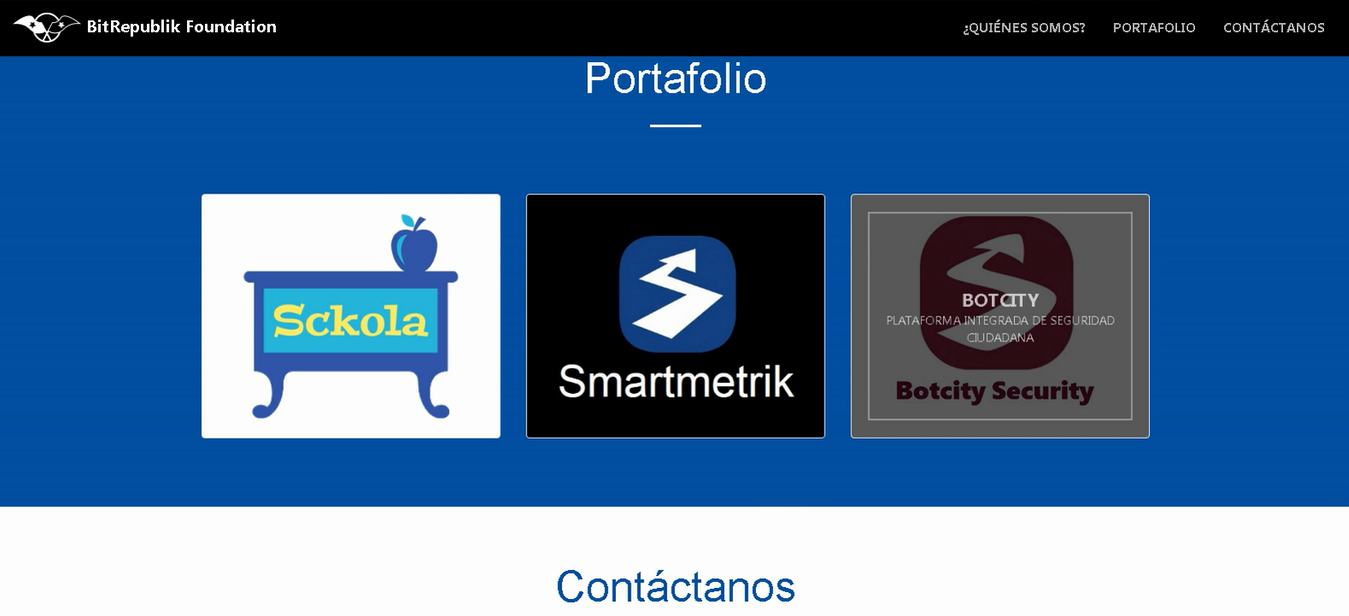 BitRepublik Foundation
¿QUIÉNES SOMOS?
PORTAFOLIO
CONTÁCTANOS
Portafolio
Sckola
Smartmetrik
BOTCITY
PLATAFORMA INTEGRADA DE SEGURIDAD
CIUDADANA
Botcity Security
Contáctanos